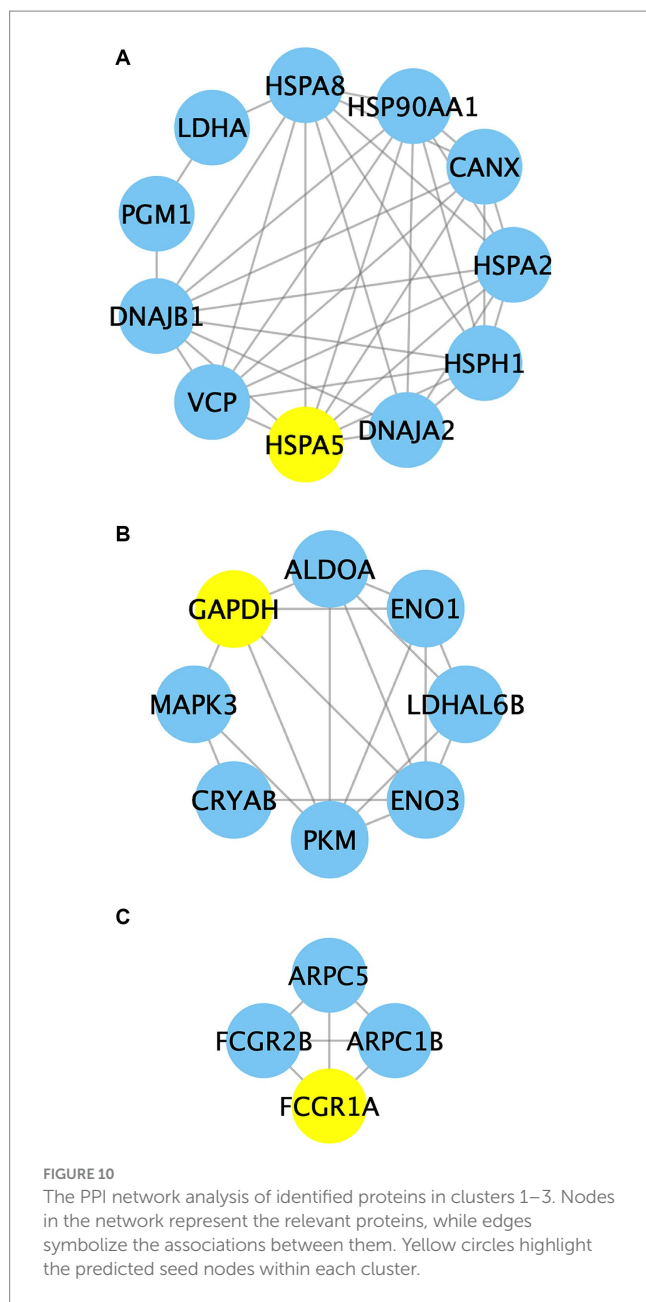 A
HSPA8
HSP90AA1
LDHA
CANX
PGM1
HSPA2
DNAJB1
HSPH1
VCP
DNAJA2
HSPA5
B
ALDOA
GAPDH
ENO1
MAPK3
LDHAL6B
CRYAB
ENO3
PKM
C
ARPC5
FCGR2B
ARPC1B
FCGR1A
FIGURE 10
The PPI network analysis of identified proteins in clusters 1–3. Nodes
in the network represent the relevant proteins, while edges
symbolize the associations between them. Yellow circles highlight
the predicted seed nodes within each cluster.